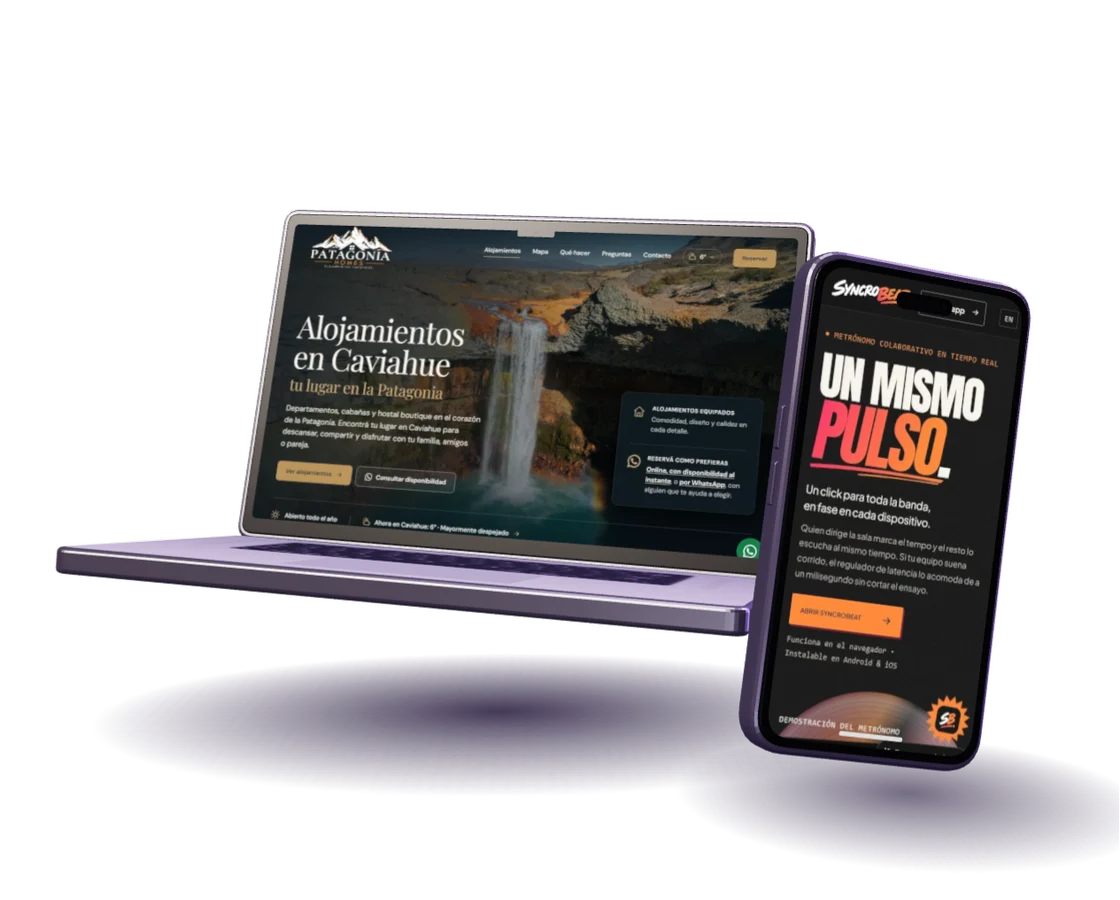 PATAGONIA
HOMES
Alojamientos
Mapa
Qué hacer
Preguntas
Contacto
6°
Reservar
Alojamientos
en Caviahue
tu lugar en la Patagonia
Departamentos, cabañas y hostal boutique en el corazón
de la Patagonia. Encontrá tu lugar en Caviahue para
descansar, compartir y disfrutar con tu familia, amigos
o pareja.
Ver alojamientos →
Consultar disponibilidad
ALOJAMIENTOS EQUIPADOS
Comodidad, diseño y calidez en
cada detalle.
RESERVÁ COMO PREFIERAS
Online, con disponibilidad al
instante, o por WhatsApp, con
alguien que te ayuda a elegir.
Abierto todo el año
Ahora en Caviahue: 6° · Mayormente despejado →
SYNCROBE
app →
EN
METRÓNOMO COLABORATIVO EN TIEMPO REAL
UN MISMO
PULSO.
Un click para toda la banda,
en fase en cada dispositivo.
Quien dirige la sala marca el tempo y el resto lo
escucha al mismo tiempo. Si tu equipo suena
corrido, el regulador de latencia lo acomoda de a
un milisegundo sin cortar el ensayo.
ABRIR SYNCROBEAT →
Funciona en el navegador ·
Instalable en Android & iOS
DEMOSTRACIÓN DEL METRÓNOMO
SB